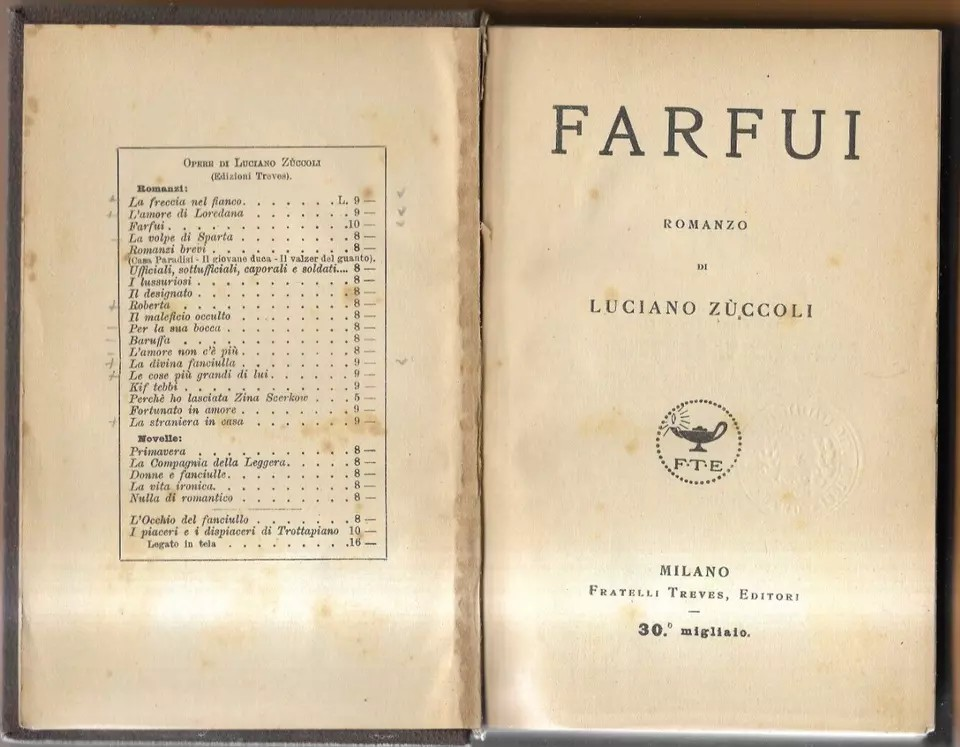 OPERE DI LUCIANO ZÙCCOLI
(Edizioni Treves).
Romanzi:
La freccia nel fianco. . . . . . . L. 9 —
L'amore di Loredana . . . . . . . 9 —
Farfui . . . . . . . . . . . . .10 —
La volpe di Sparta . . . . . . . . 8 —
Romanzi brevi . . . . . . . . . . 8 —
(Casa Paradisi - Il giovane duca - Il valzer del guanto).
Ufficiali, sottufficiali, caporali e soldati.... 8 —
I lussuriosi . . . . . . . . . . . 8 —
Il designato . . . . . . . . . . . 8 —
Roberta . . . . . . . . . . . . 8 —
Il maleficio occulto . . . . . . . . 8 —
Per la sua bocca . . . . . . . . . 8 —
Baruffa . . . . . . . . . . . . 8 —
L'amore non c'è più . . . . . . . . 8 —
La divina fanciulla . . . . . . . . 9 —
Le cose più grandi di lui . . . . . . 9 —
Kif tebbi . . . . . . . . . . . . 9 —
Perchè ho lasciata Zina Scerkow . . . 5 —
Fortunato in amore . . . . . . . . 9 —
La straniera in casa . . . . . . . . 9 —
Novelle:
Primavera . . . . . . . . . . . 8 —
La Compagnia della Leggera. . . . . . 8 —
Donne e fanciulle. . . . . . . . . 8 —
La vita ironica. . . . . . . . . . 8 —
Nulla di romantico . . . . . . . . 8 —
L'Occhio del fanciullo . . . . . . . 8 —
I piaceri e i dispiaceri di Trottapiano 10 —
Legato in tela . . . . . . . . .16 —
FARFUI
ROMANZO
DI
LUCIANO ZÙCCOLI
F·T·E
MILANO
FRATELLI TREVES, EDITORI
30.º migliaio.